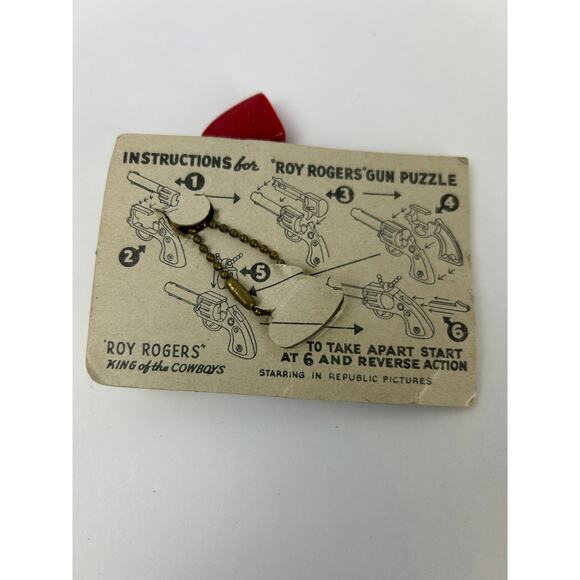 INSTRUCTIONS for "ROY ROGERS" GUN PUZZLE
1
3
4
2
5
6
"ROY ROGERS"
KING of the COWBOYS
TO TAKE APART START
AT 6 AND REVERSE ACTION
STARRING IN REPUBLIC PICTURES